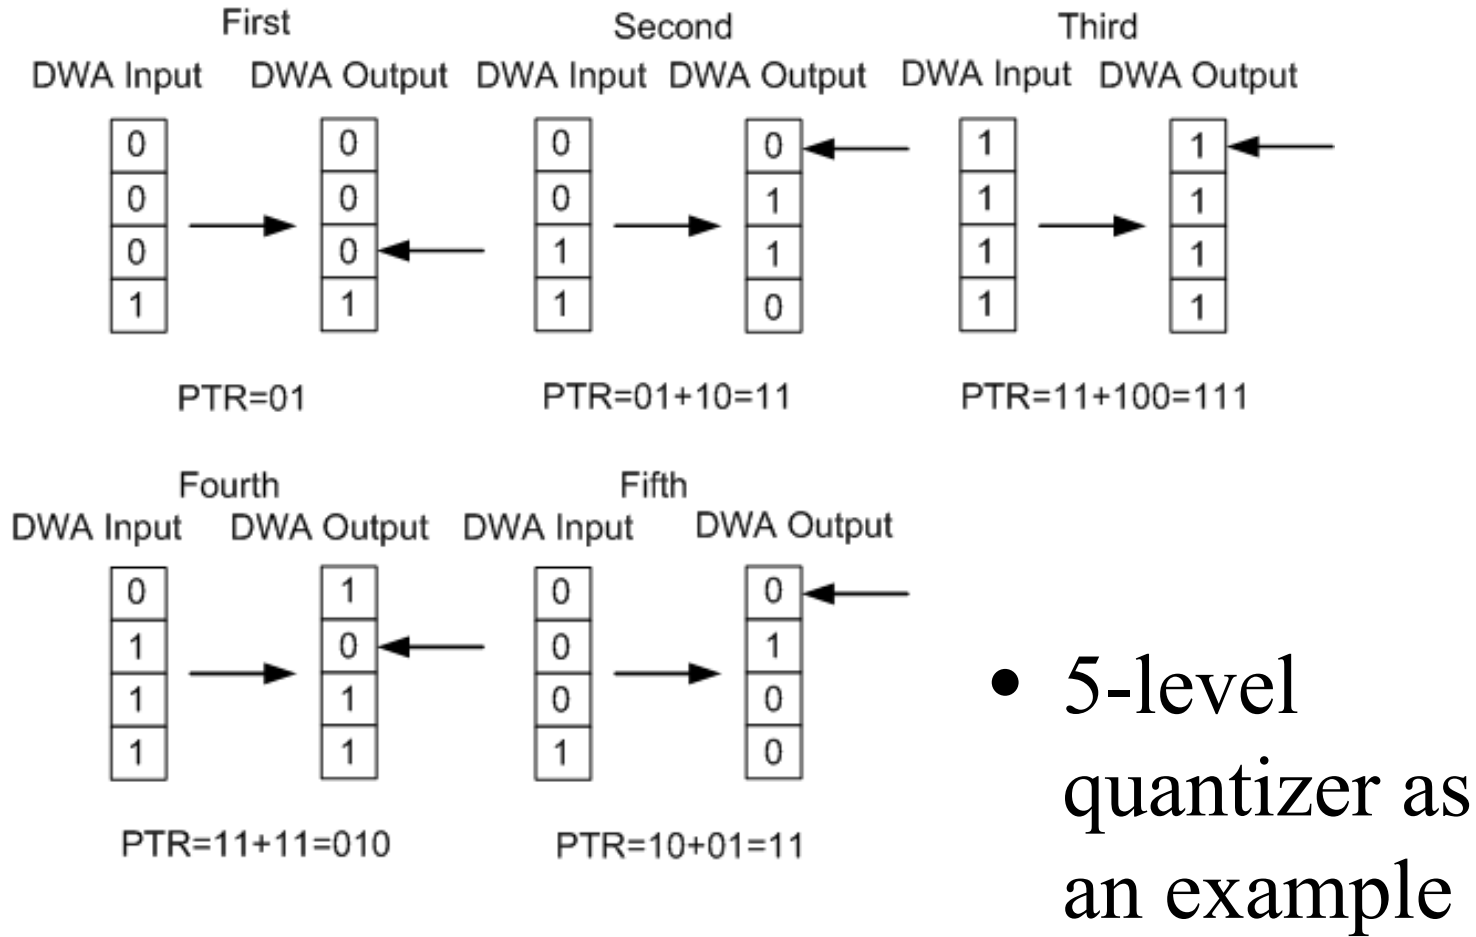 First Second Third
DWA Input DWA Output DWA Input DWA Output DWA Input DWA Output
0 0 0 0 1 1
0 0 0 1 1 1
0 0 1 1 1 1
1 1 1 0 1 1
PTR=01 PTR=01+10=11 PTR=11+100=111
Fourth Fifth
DWA Input DWA Output DWA Input DWA Output
0 1 0 0
1 0 0 1
1 1 0 0
1 1 1 0
PTR=11+11=010 PTR=10+01=11
• 5-level
quantizer as
an example